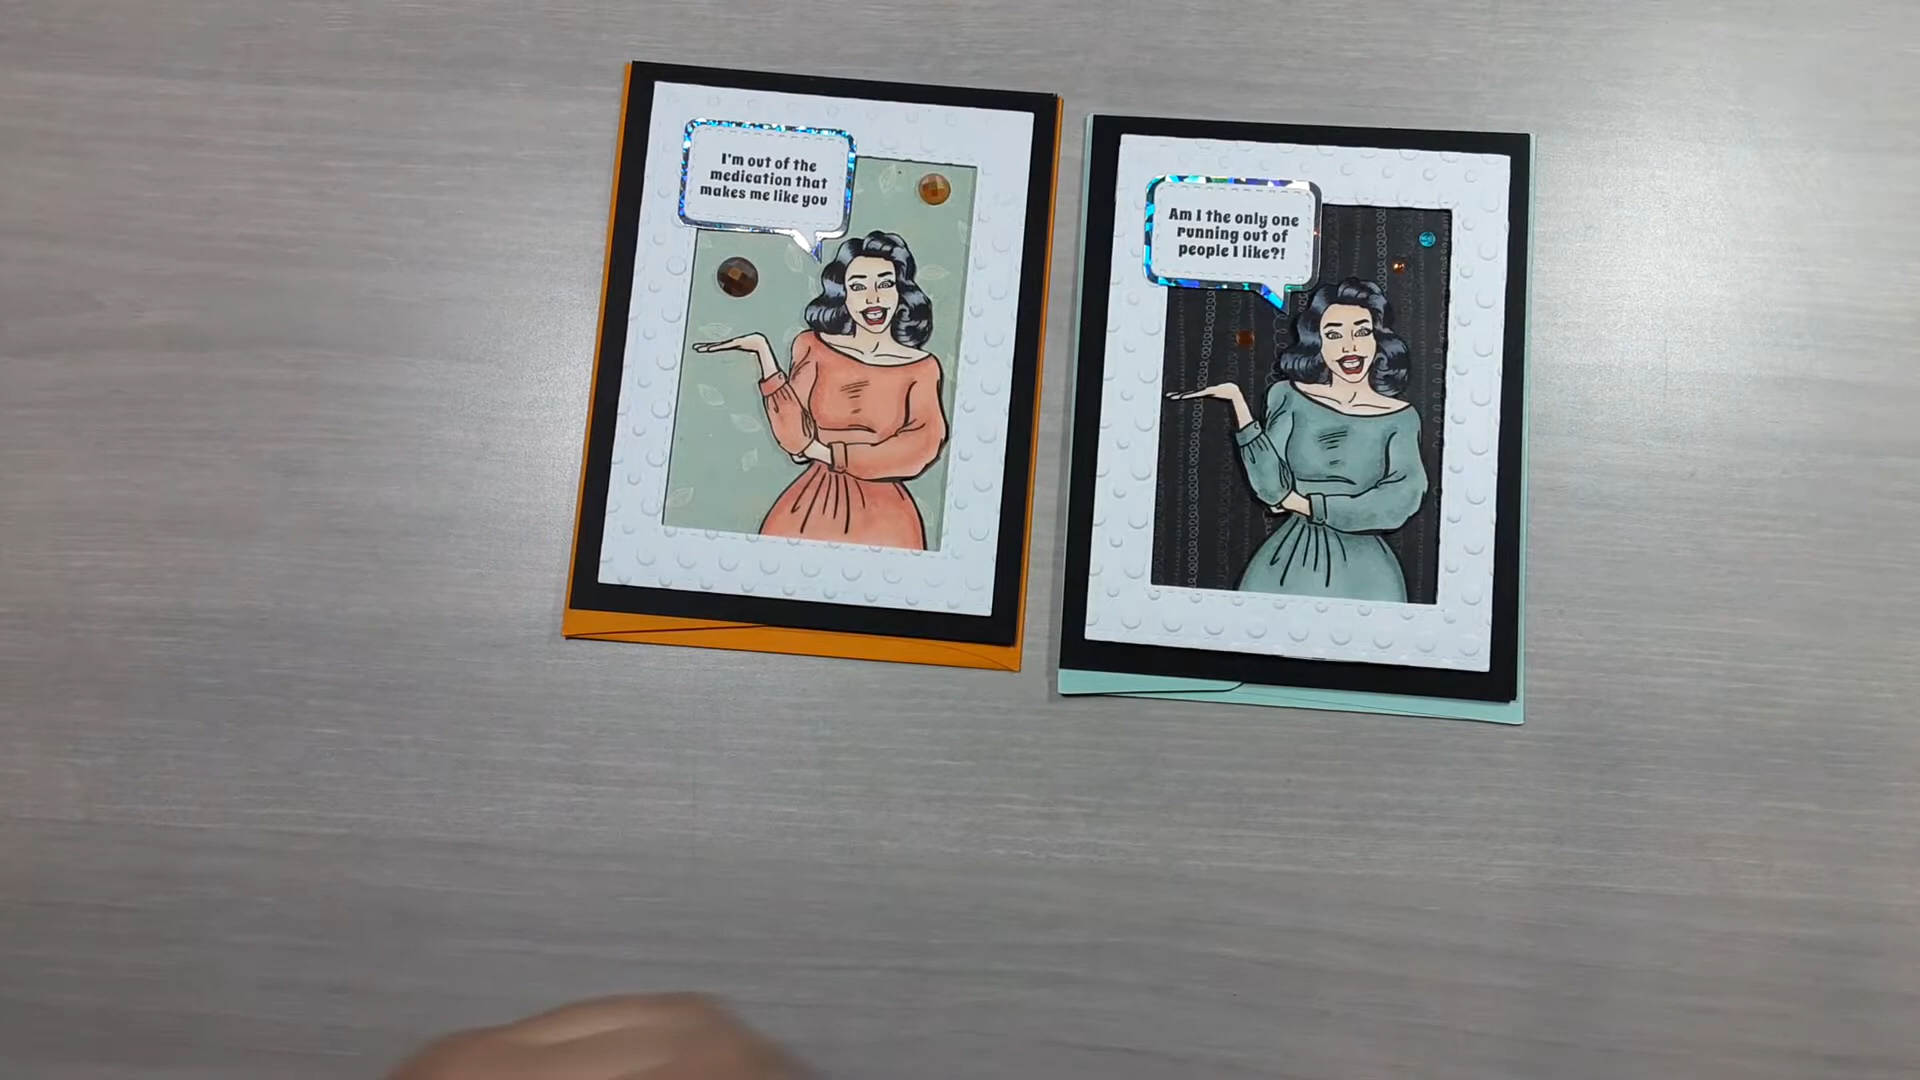 I'm out of the
medication that
makes me like you
Am I the only one
running out of
people I like?!